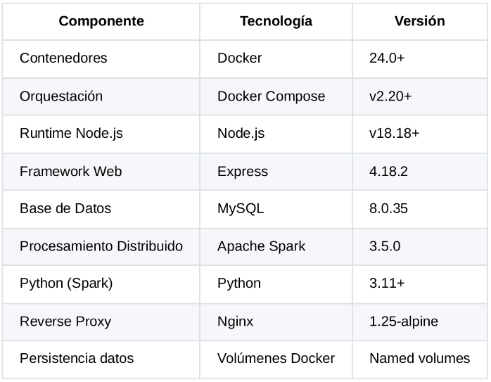 Componente Tecnología Versión
Contenedores Docker 24.0+
Orquestación Docker Compose v2.20+
Runtime Node.js Node.js v18.18+
Framework Web Express 4.18.2
Base de Datos MySQL 8.0.35
Procesamiento Distribuido Apache Spark 3.5.0
Python (Spark) Python 3.11+
Reverse Proxy Nginx 1.25-alpine
Persistencia datos Volúmenes Docker Named volumes